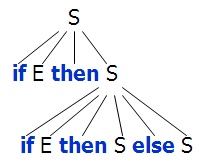 S
if E then S
if E then S else S